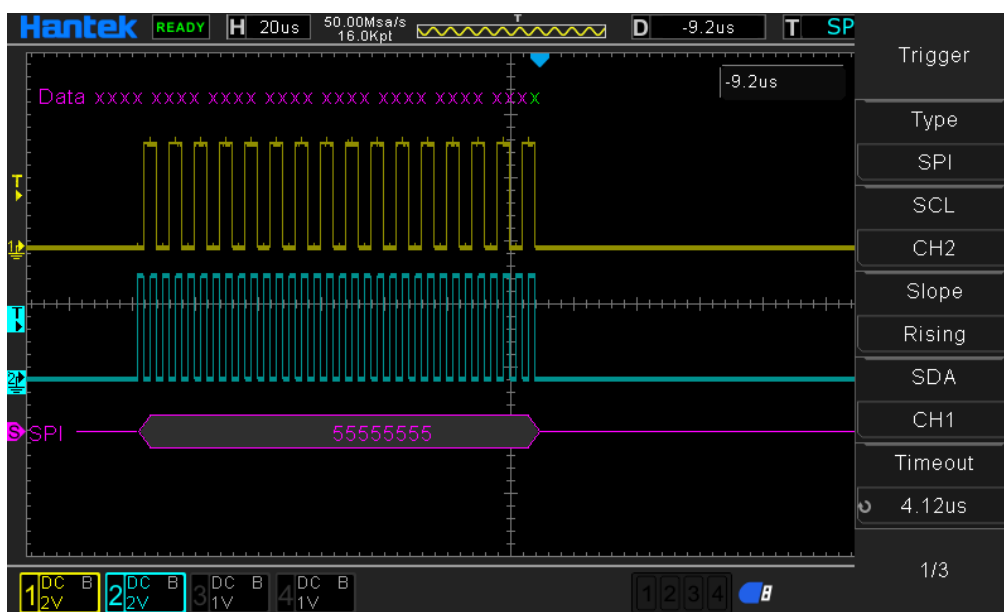 Hantek READY H 20us 50.00Msa/s 16.0Kpt T D -9.2us T SP
Trigger
-9.2us
Data XXXX XXXX XXXX XXXX XXXX XXXX XXXX XXXX
Type
SPI
T
SCL
1
CH2
Slope
T
Rising
SDA
2
CH1
S SPI 55555555
Timeout
4.12us
1/3
1 DC B 2V 2 DC B 2V 3 DC B 1V 4 DC B 1V 1 2 3 4